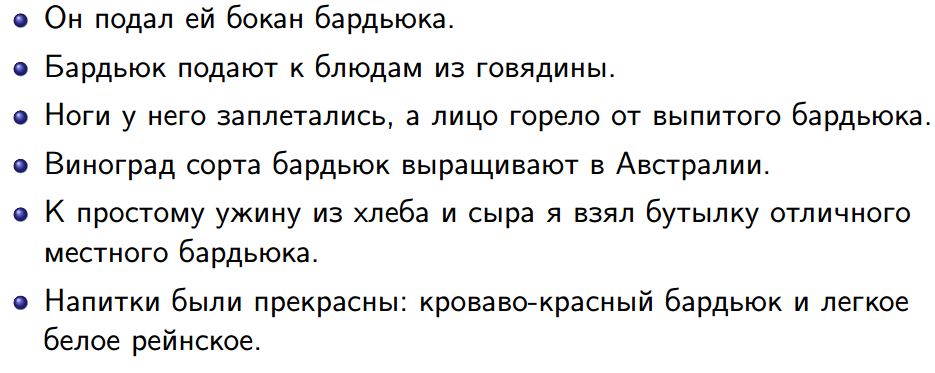 Он подал ей бокан бардьюка.
Бардьюк подают к блюдам из говядины.
Ноги у него заплетались, а лицо горело от выпитого бардьюка.
Виноград сорта бардьюк выращивают в Австралии.
К простому ужину из хлеба и сыра я взял бутылку отличного
местного бардьюка.
Напитки были прекрасны: кроваво-красный бардьюк и легкое
белое рейнское.